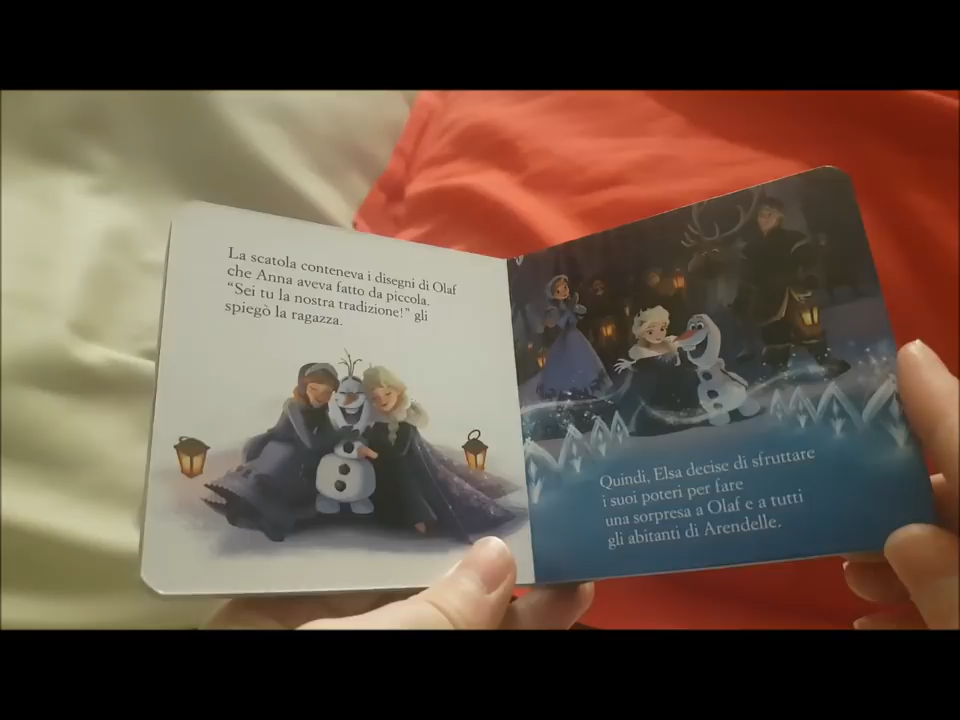 La scatola conteneva i disegni di Olaf
che Anna aveva fatto da piccola.
“Sei tu la nostra tradizione!” gli
spiegò la ragazza.
Quindi, Elsa decise di sfruttare
i suoi poteri per fare
una sorpresa a Olaf e a tutti
gli abitanti di Arendelle.